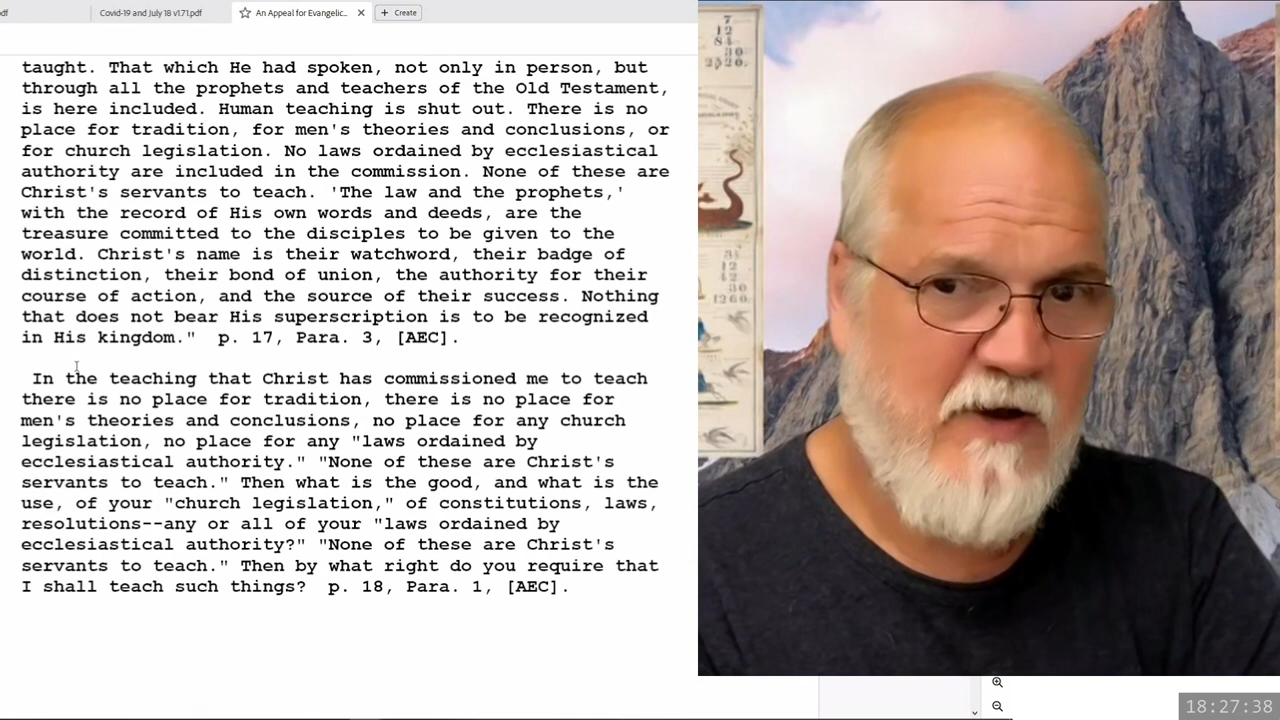 df
Covid-19 and July 18 v1.71.pdf
An Appeal for Evangelic...
Create
taught. That which He had spoken, not only in person, but
through all the prophets and teachers of the Old Testament,
is here included. Human teaching is shut out. There is no
place for tradition, for men's theories and conclusions, or
for church legislation. No laws ordained by ecclesiastical
authority are included in the commission. None of these are
Christ's servants to teach. 'The law and the prophets,'
with the record of His own words and deeds, are the
treasure committed to the disciples to be given to the
world. Christ's name is their watchword, their badge of
distinction, their bond of union, the authority for their
course of action, and the source of their success. Nothing
that does not bear His superscription is to be recognized
in His kingdom."  p. 17, Para. 3, [AEC].
In the teaching that Christ has commissioned me to teach
there is no place for tradition, there is no place for
men's theories and conclusions, no place for any church
legislation, no place for any "laws ordained by
ecclesiastical authority." "None of these are Christ's
servants to teach." Then what is the good, and what is the
use, of your "church legislation," of constitutions, laws,
resolutions--any or all of your "laws ordained by
ecclesiastical authority?" "None of these are Christ's
servants to teach." Then by what right do you require that
I shall teach such things?  p. 18, Para. 1, [AEC].
7
12
84
30
2520.
34
12
42
30
1260
18:27:38